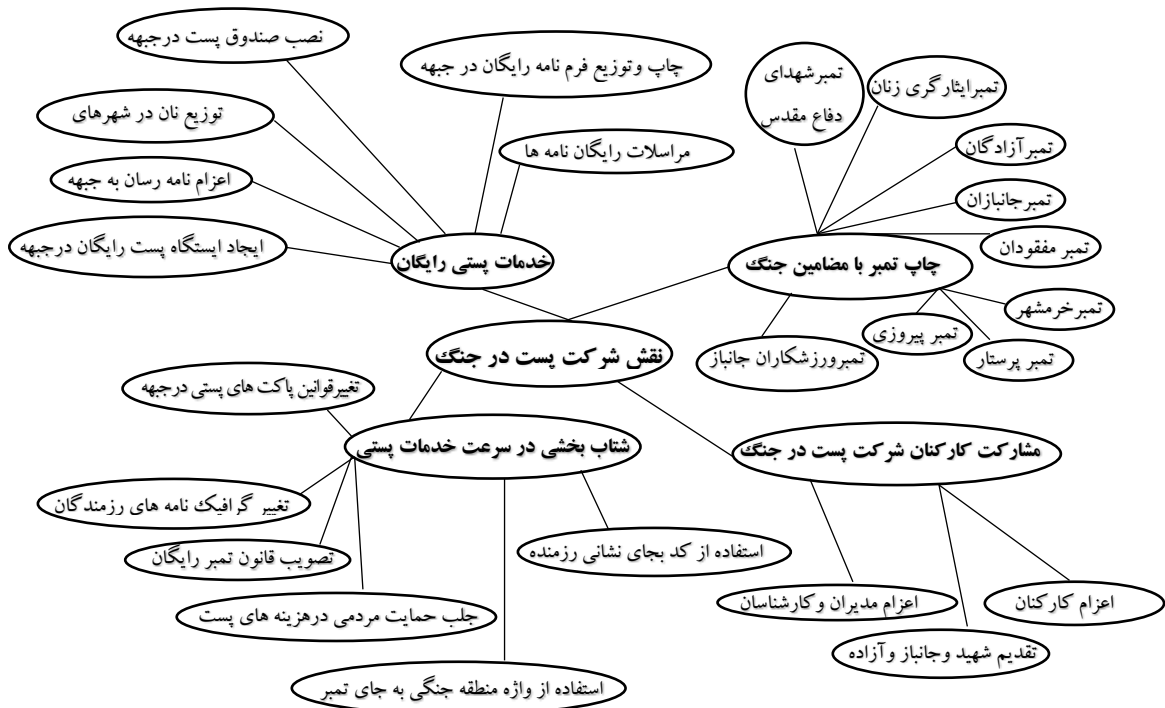 نصب صندوق پست درجبهه
چاپ وتوزیع فرم نامه رایگان در جبهه
تمبرشهدای
دفاع مقدس
تمبرایثارگری زنان
توزیع نان در شهرهای
مراسلات رایگان نامه ها
تمبرآزادگان
اعزام نامه رسان به جبهه
تمبرجانبازان
ایجاد ایستگاه پست رایگان درجبهه
خدمات پستی رایگان
چاپ تمبر با مضامین جنگ
تمبر مفقودان
تمبرخرمشهر
تمبر پیروزی
تمبر پرستار
تمبرورزشکاران جانباز
نقش شرکت پست در جنگ
تغییرقوانین پاکت های پستی درجبهه
شتاب بخشی در سرعت خدمات پستی
مشارکت کارکنان شرکت پست در جنگ
تغییر گرافیک نامه های رزمندگان
تصویب قانون تمبر رایگان
استفاده از کد بجای نشانی رزمنده
جلب حمایت مردمی درهزینه های پست
اعزام مدیران وکارشناسان
اعزام کارکنان
تقدیم شهید وجانباز وآزاده
استفاده از واژه منطقه جنگی به جای تمبر